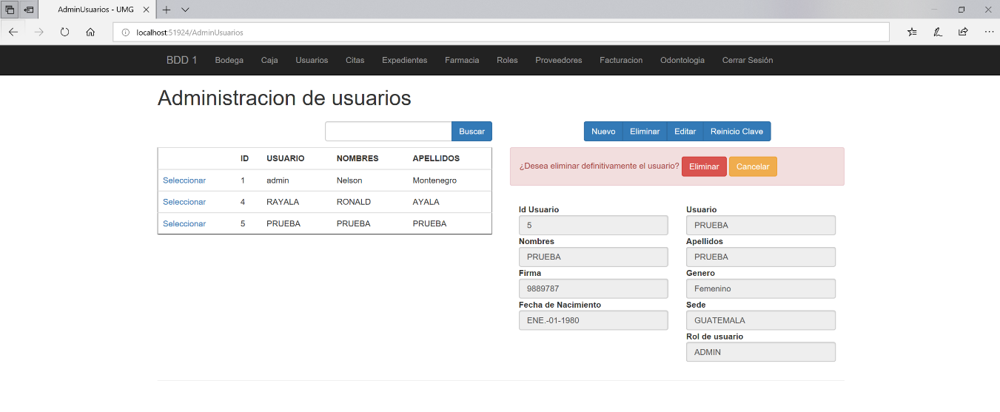 AdminUsuarios - UMG
localhost:51924/AdminUsuarios
BDD 1 Bodega Caja Usuarios Citas Expedientes Farmacia Roles Proveedores Facturacion Odontologia Cerrar Sesión
Administracion de usuarios
Buscar
Nuevo Eliminar Editar Reinicio Clave
ID USUARIO NOMBRES APELLIDOS
Seleccionar 1 admin Nelson Montenegro
Seleccionar 4 RAYALA RONALD AYALA
Seleccionar 5 PRUEBA PRUEBA PRUEBA
¿Desea eliminar definitivamente el usuario? Eliminar Cancelar
Id Usuario Usuario
5 PRUEBA
Nombres Apellidos
PRUEBA PRUEBA
Firma Genero
9889787 Femenino
Fecha de Nacimiento Sede
ENE.-01-1980 GUATEMALA
Rol de usuario
ADMIN